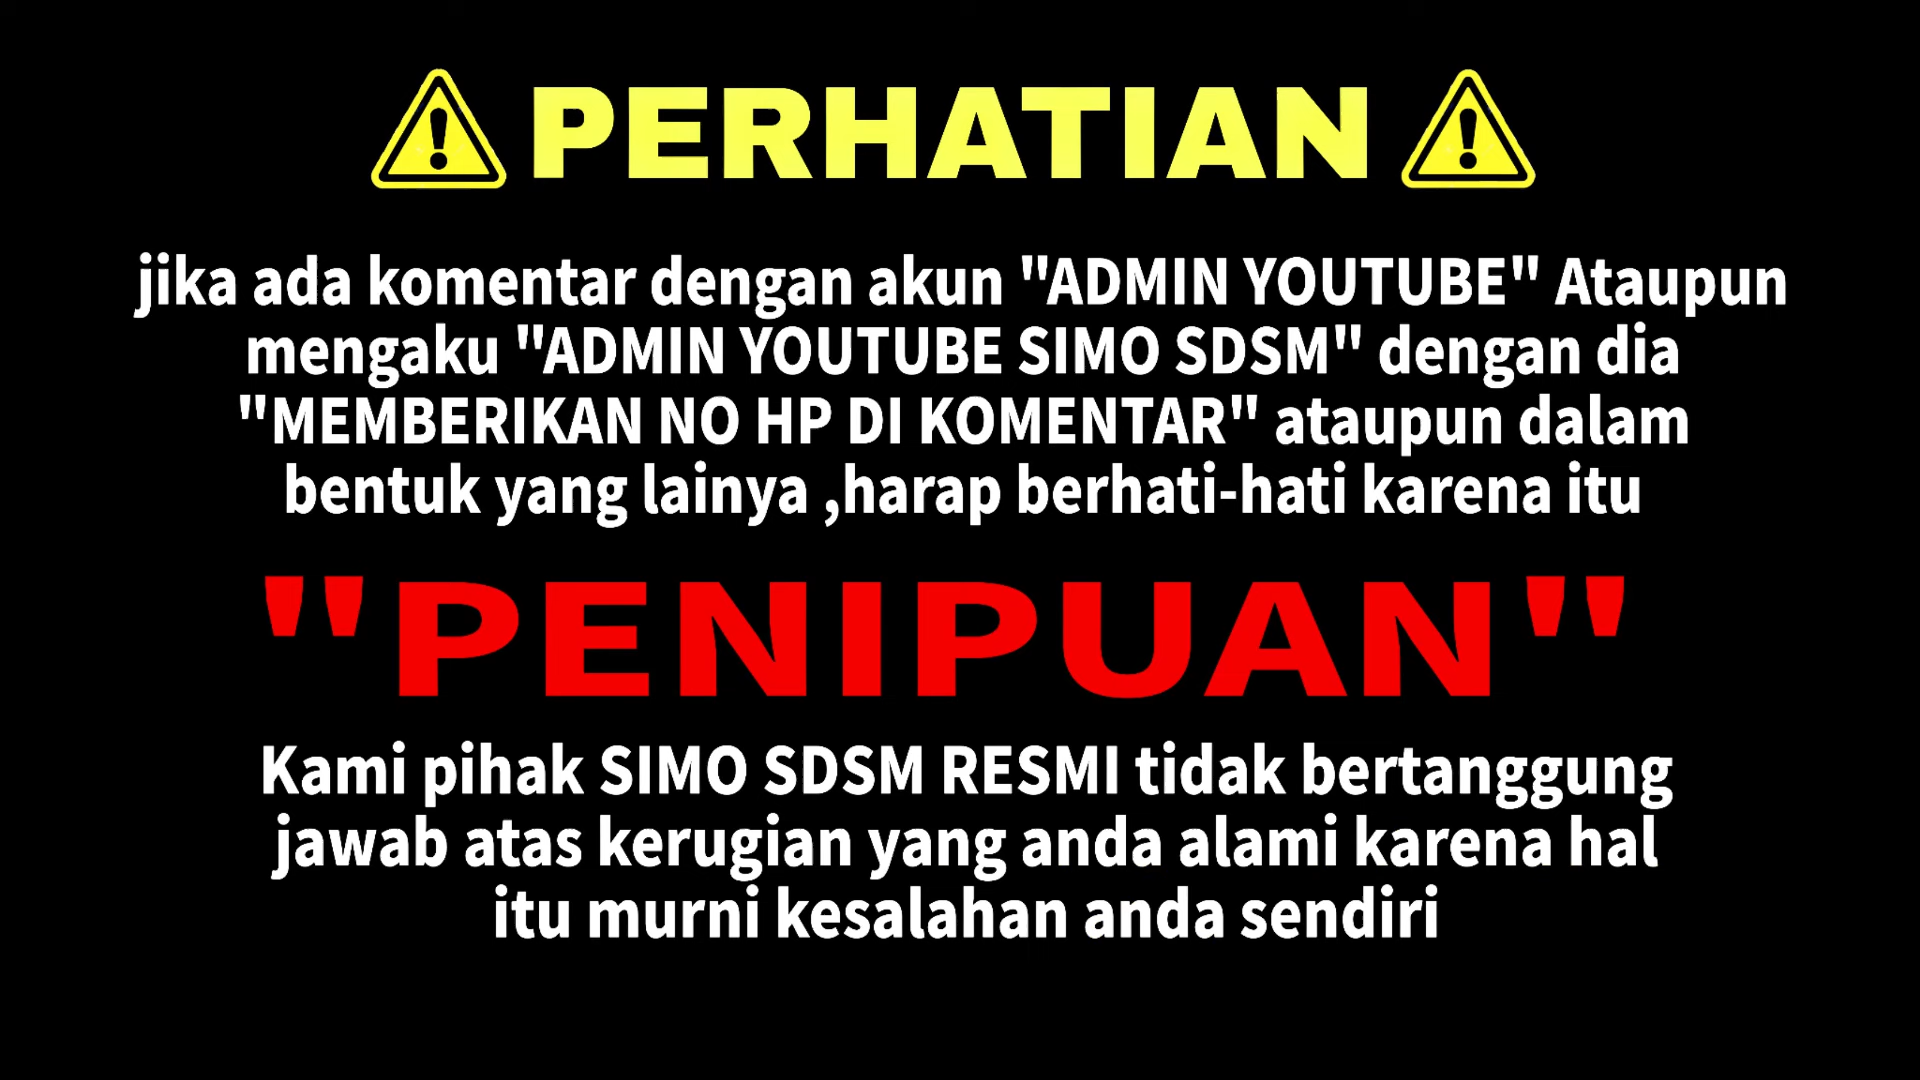 PERHATIAN
jika ada komentar dengan akun "ADMIN YOUTUBE" Ataupun
mengaku "ADMIN YOUTUBE SIMO SDSM" dengan dia
"MEMBERIKAN NO HP DI KOMENTAR" ataupun dalam
bentuk yang lainya ,harap berhati-hati karena itu
"PENIPUAN"
Kami pihak SIMO SDSM RESMI tidak bertanggung
jawab atas kerugian yang anda alami karena hal
itu murni kesalahan anda sendiri